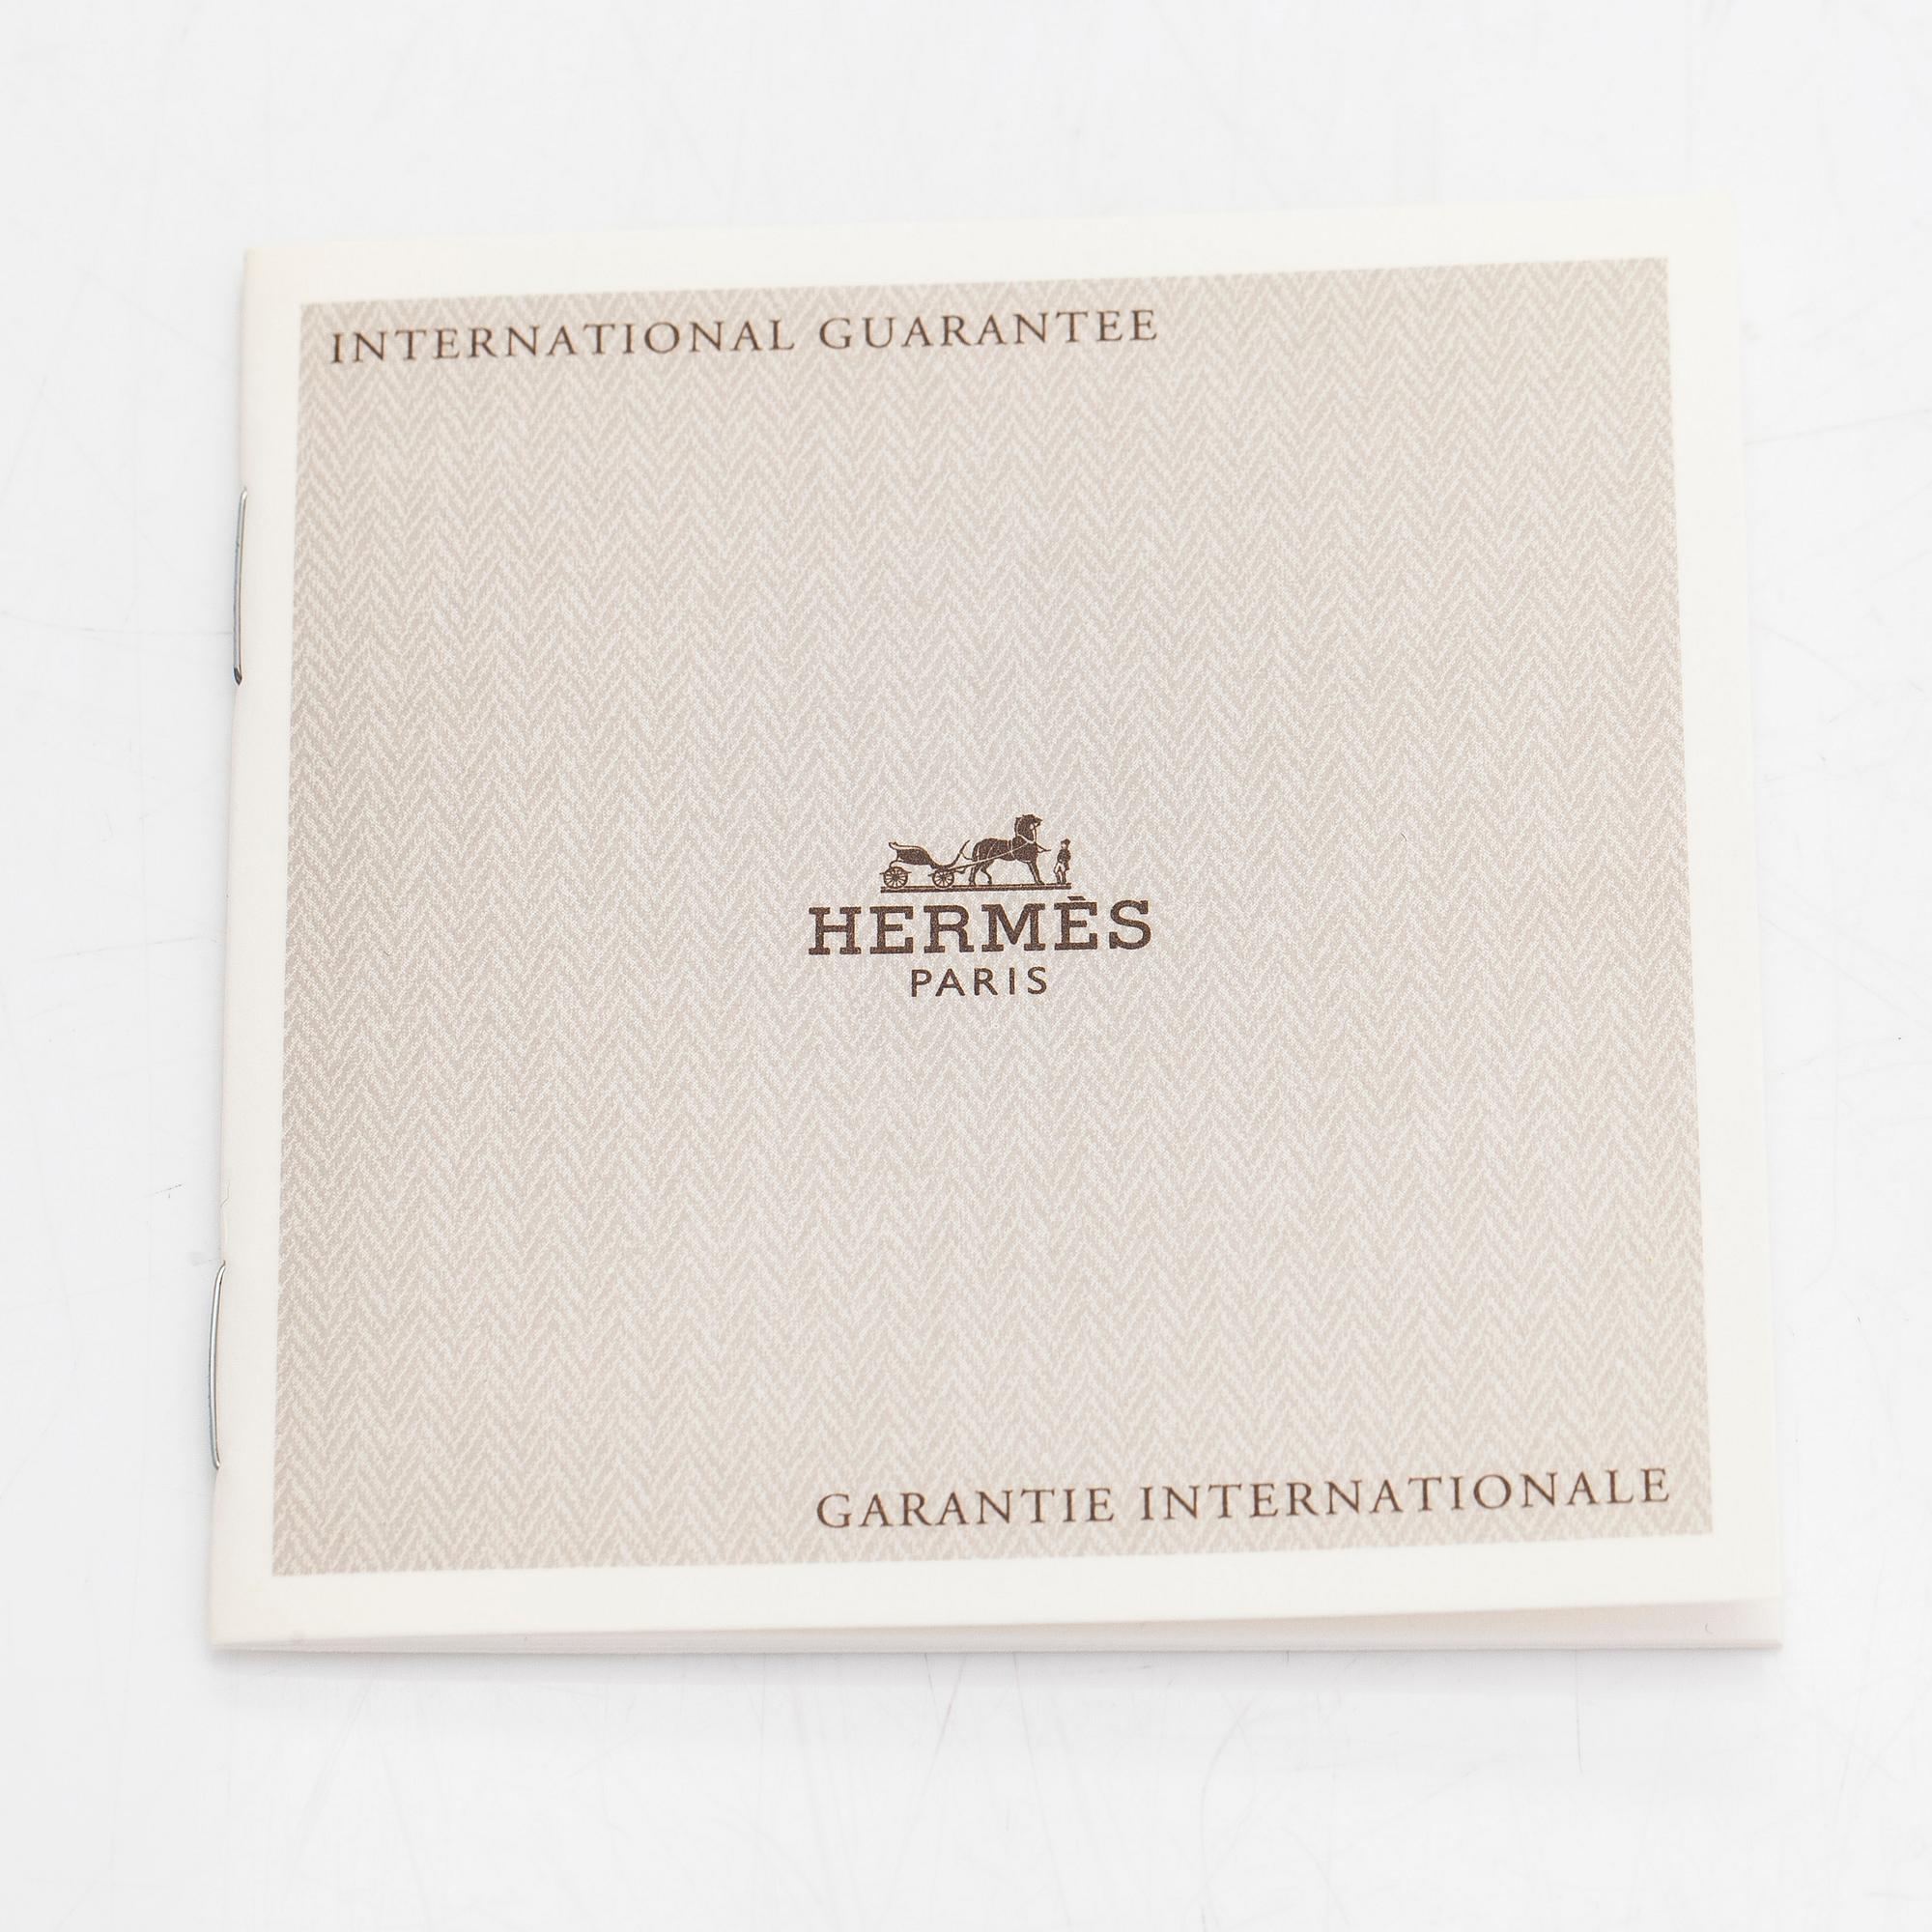 INTERNATIONAL GUARANTEE
HERMÈS
PARIS
GARANTIE INTERNATIONALE